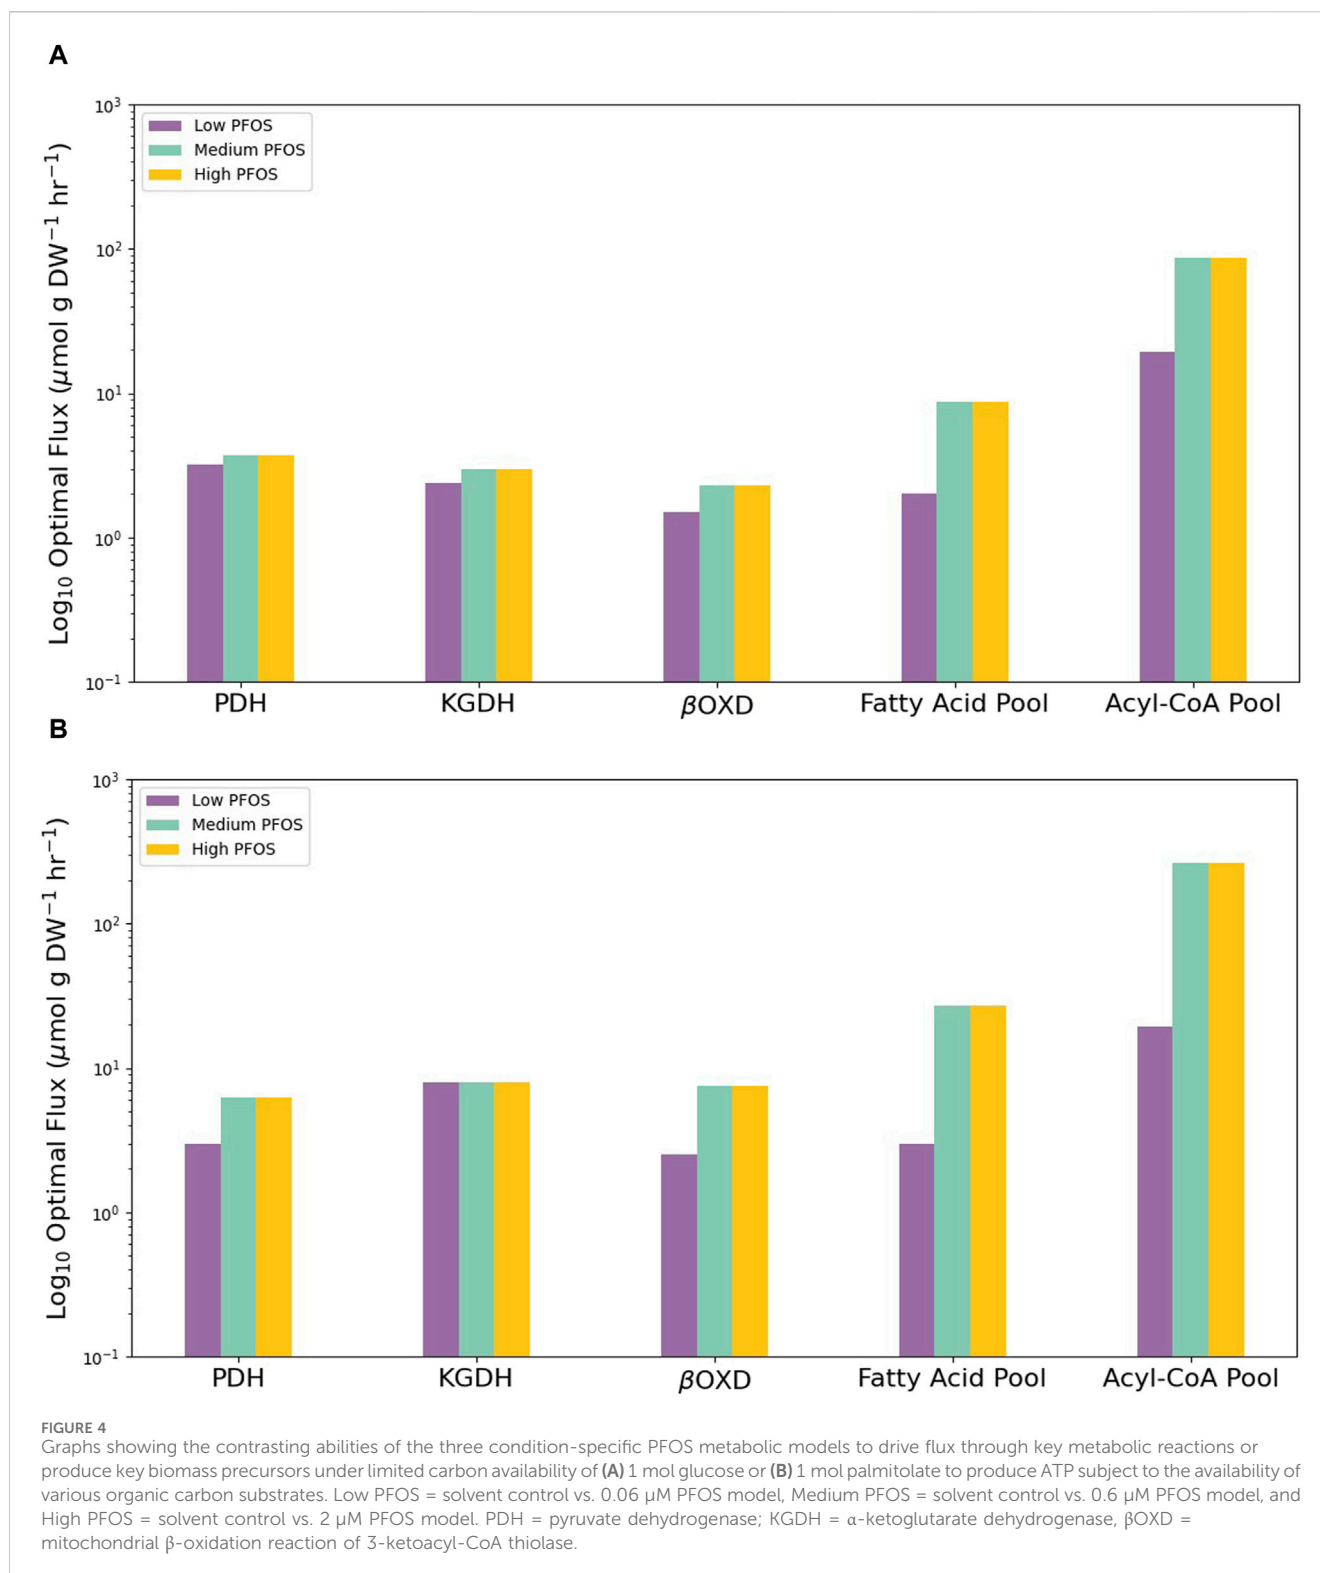 A
Log₁₀ Optimal Flux (μmol g DW⁻¹ hr⁻¹)
10³
10²
10¹
10⁰
10⁻¹
Low PFOS
Medium PFOS
High PFOS
PDH KGDH βOXD Fatty Acid Pool Acyl-CoA Pool
B
Log₁₀ Optimal Flux (μmol g DW⁻¹ hr⁻¹)
10³
10²
10¹
10⁰
10⁻¹
Low PFOS
Medium PFOS
High PFOS
PDH KGDH βOXD Fatty Acid Pool Acyl-CoA Pool
FIGURE 4
Graphs showing the contrasting abilities of the three condition-specific PFOS metabolic models to drive flux through key metabolic reactions or
produce key biomass precursors under limited carbon availability of (A) 1 mol glucose or (B) 1 mol palmitolate to produce ATP subject to the availability of
various organic carbon substrates. Low PFOS = solvent control vs. 0.06 μM PFOS model, Medium PFOS = solvent control vs. 0.6 μM PFOS model, and
High PFOS = solvent control vs. 2 μM PFOS model. PDH = pyruvate dehydrogenase; KGDH = α-ketoglutarate dehydrogenase, βOXD =
mitochondrial β-oxidation reaction of 3-ketoacyl-CoA thiolase.